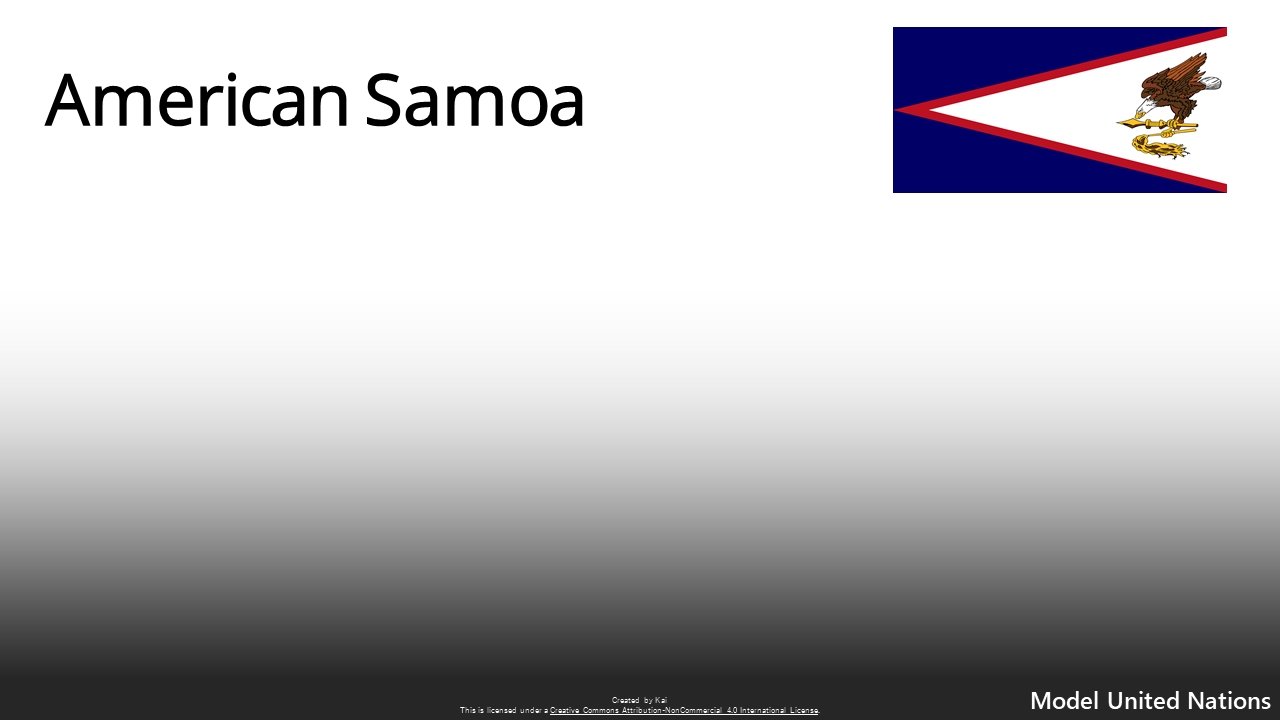 American Samoa
Created by Kai
This is licensed under a Creative Commons Attribution-NonCommercial 4.0 International License.
Model United Nations